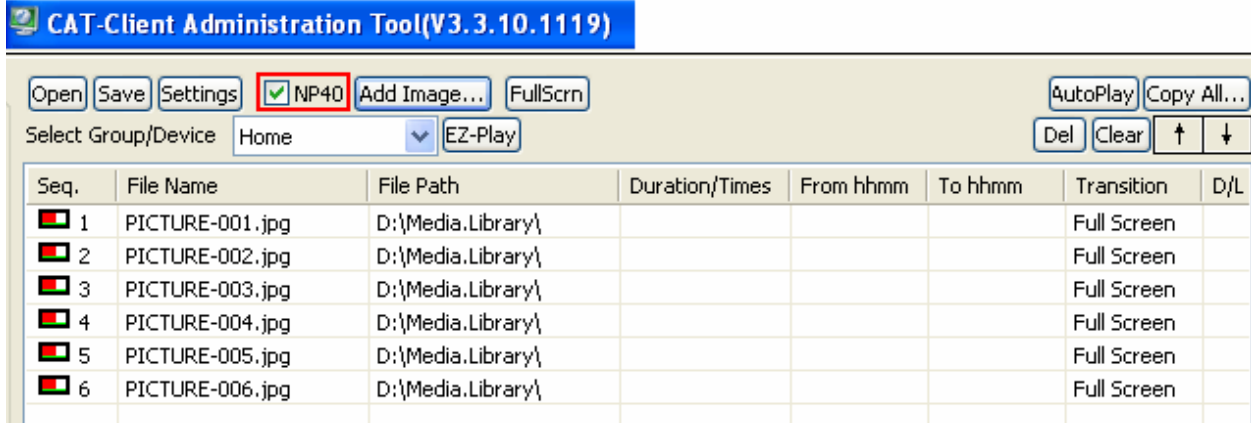 CAT-Client Administration Tool(V3.3.10.1119)
Open Save Settings NP40 Add Image... FullScrn AutoPlay Copy All...
Select Group/Device Home EZ-Play Del Clear
Seq. File Name File Path Duration/Times From hhmm To hhmm Transition D/L
1 PICTURE-001.jpg D:\Media.Library\ Full Screen
2 PICTURE-002.jpg D:\Media.Library\ Full Screen
3 PICTURE-003.jpg D:\Media.Library\ Full Screen
4 PICTURE-004.jpg D:\Media.Library\ Full Screen
5 PICTURE-005.jpg D:\Media.Library\ Full Screen
6 PICTURE-006.jpg D:\Media.Library\ Full Screen